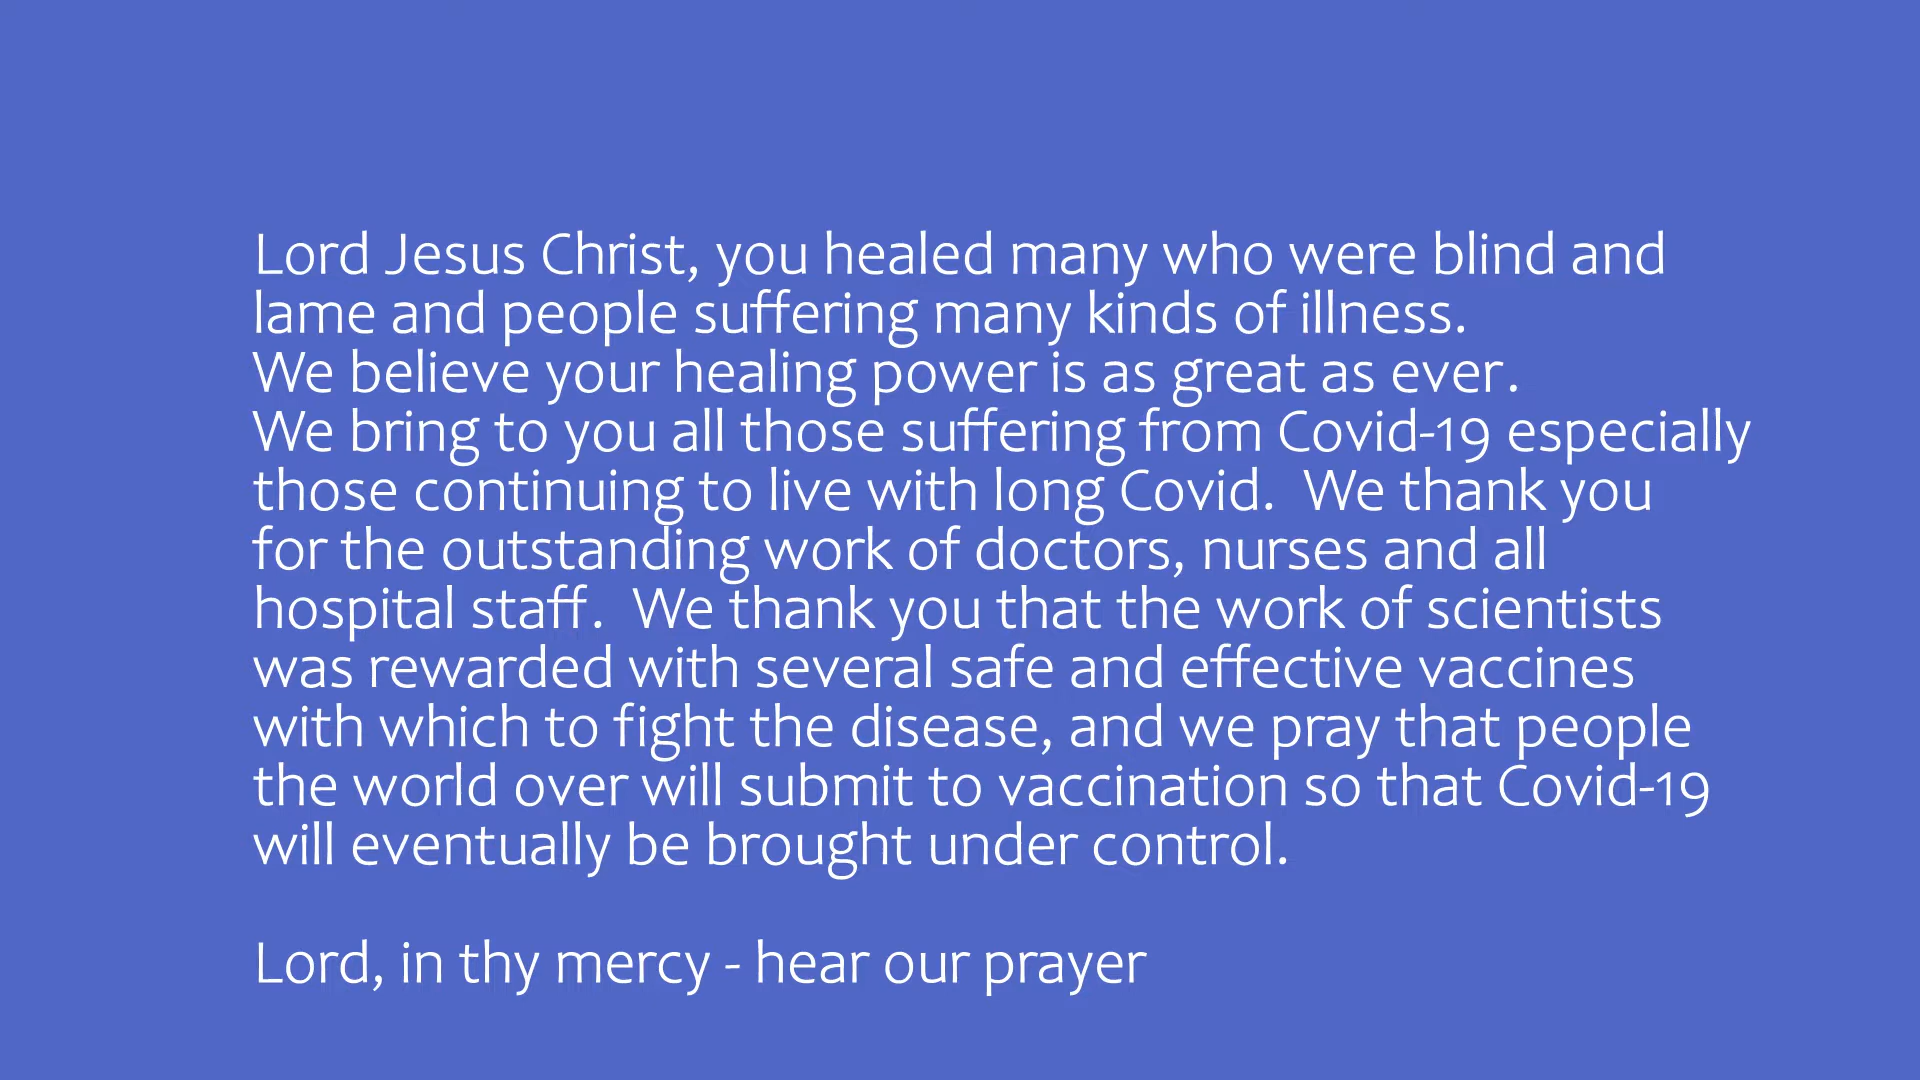 Lord Jesus Christ, you healed many who were blind and
lame and people suffering many kinds of illness.
We believe your healing power is as great as ever.
We bring to you all those suffering from Covid-19 especially
those continuing to live with long Covid.  We thank you
for the outstanding work of doctors, nurses and all
hospital staff.  We thank you that the work of scientists
was rewarded with several safe and effective vaccines
with which to fight the disease, and we pray that people
the world over will submit to vaccination so that Covid-19
will eventually be brought under control.
Lord, in thy mercy - hear our prayer